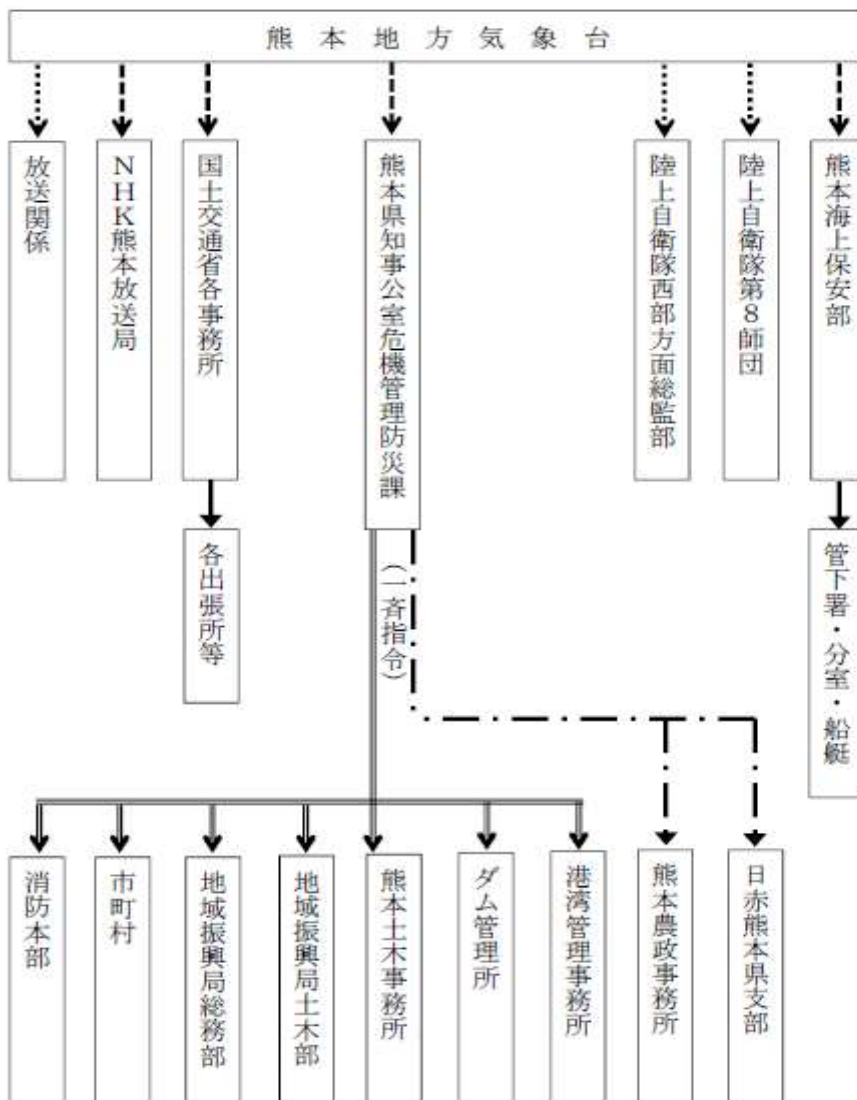 熊本地方気象台
放送関係
NHK熊本放送局
国土交通省各事務所
熊本県知事公室危機管理防災課
陸上自衛隊西部方面総監部
陸上自衛隊第8師団
熊本海上保安部
各出張所等
(一斉指令)
管下署・分室・船艇
消防本部
市町村
地域振興局総務部
地域振興局土木部
熊本土木事務所
ダム管理所
港湾管理事務所
熊本農政事務所
日赤熊本県支部